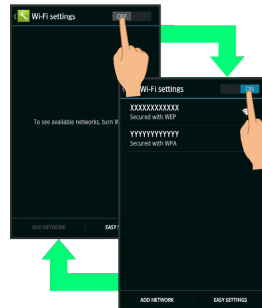 Wi-Fi settings
OFF
To see available networks, turn
ADD NETWORK
EASY
Wi-Fi settings
ON
XXXXXXXXXXXX
Secured with WEP
YYYYYYYYYYYY
Secured with WPA
ADD NETWORK
EASY SETTINGS